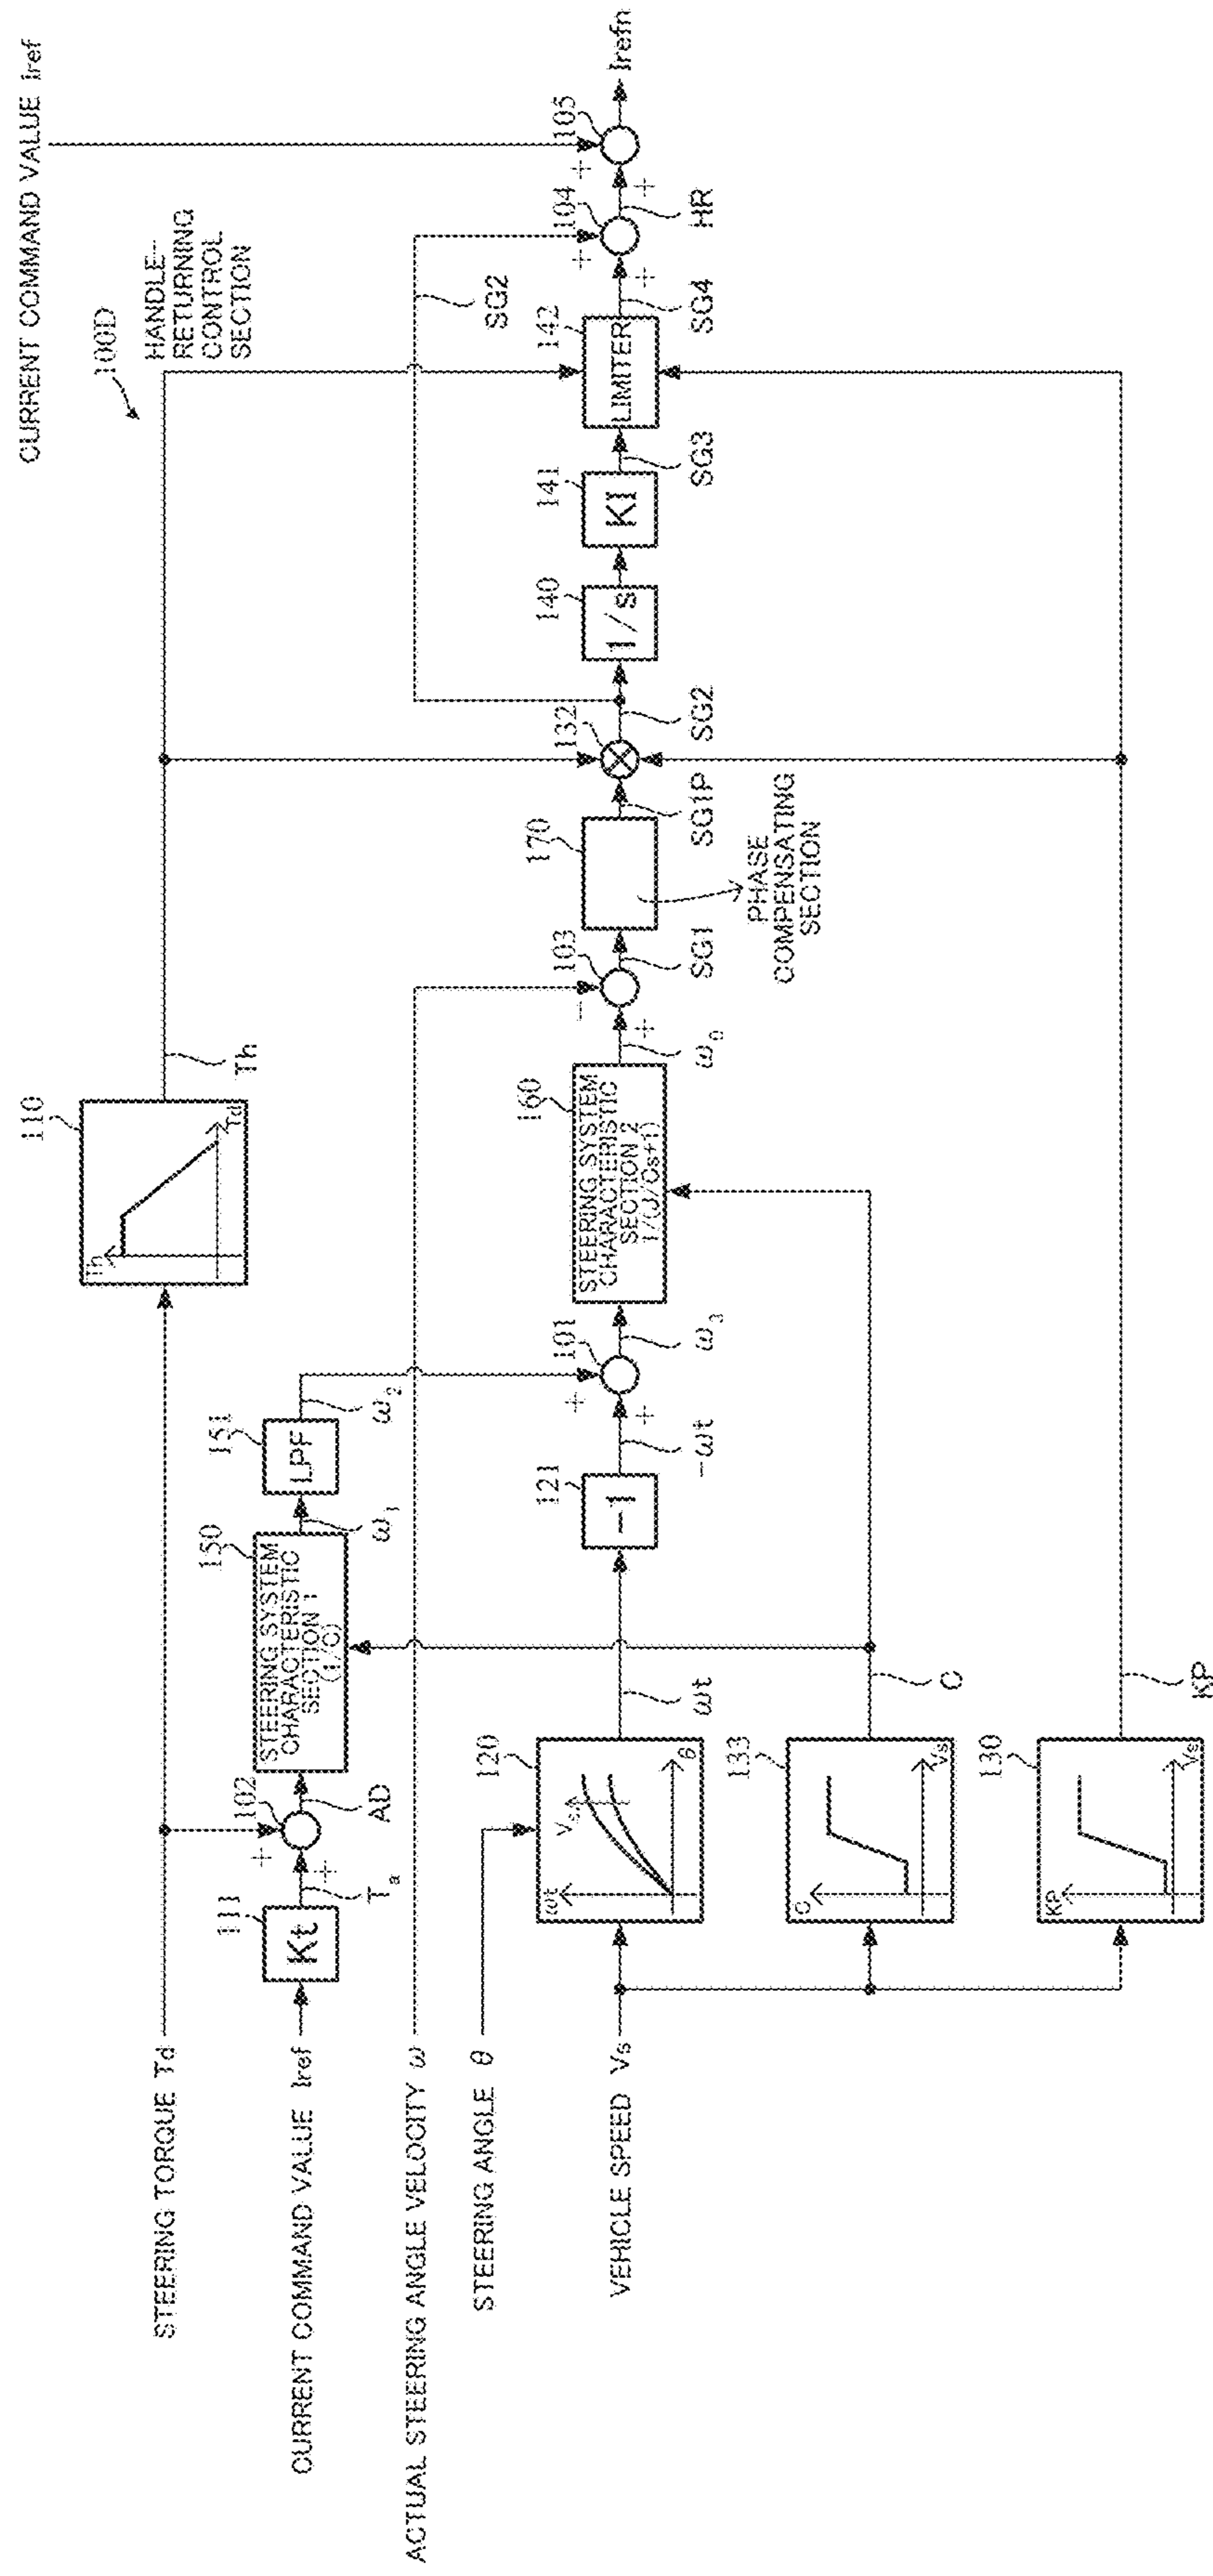 CURRENT COMMAND VALUE Iref
100D
HANDLE-
RETURNING
CONTROL
SECTION
STEERING TORQUE Td
110
Th
Td
Th
CURRENT COMMAND VALUE Iref
111
Kt
Ta
+
+
102
AD
150
STEERING SYSTEM
CHARACTERISTIC
SECTION 1
(1/C)
ω1
151
LPF
ω2
ACTUAL STEERING ANGLE VELOCITY ω
STEERING ANGLE θ
VEHICLE SPEED Vs
120
ωt
Vs
θ
ωt
121
-1
-ωt
+
+
101
ω3
160
STEERING SYSTEM
CHARACTERISTIC
SECTION 2
1/(J/Cs+1)
ω0
+
-
103
SG1
170
PHASE
COMPENSATING
SECTION
SG1P
132
SG2
SG2
140
1/s
141
KI
SG3
142
LIMITER
SG4
+
+
104
HR
+
+
105
Irefn
133
C
Vs
C
130
KP
Vs
KP